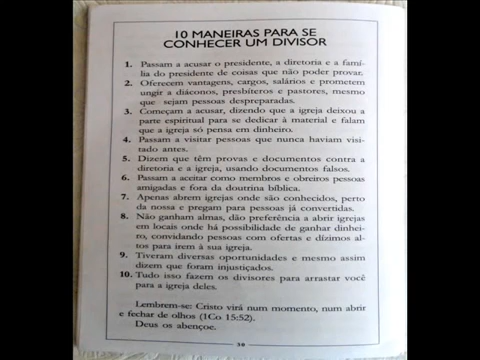 10 MANEIRAS PARA SE
CONHECER UM DIVISOR
1. Passam a acusar o presidente, a diretoria e a famí-
lia do presidente de coisas que não poder provar.
2. Oferecem vantagens, cargos, salários e prometem
ungir a diáconos, presbíteros e pastores, mesmo
que sejam pessoas despreparadas.
3. Começam a acusar, dizendo que a igreja deixou a
parte espiritual para se dedicar à material e falam
que a igreja só pensa em dinheiro.
4. Passam a visitar pessoas que nunca haviam visi-
tado antes.
5. Dizem que têm provas e documentos contra a
diretoria e a igreja, usando documentos falsos.
6. Passam a aceitar como membros e obreiros pessoas
amigadas e fora da doutrina bíblica.
7. Apenas abrem igrejas onde são conhecidos, perto
da nossa e pregam para pessoas já convertidas.
8. Não ganham almas, dão preferência a abrir igrejas
em locais onde há possibilidade de ganhar dinhei-
ro, convidando pessoas com ofertas e dízimos al-
tos para irem à sua igreja.
9. Tiveram diversas oportunidades e mesmo assim
dizem que foram injustiçados.
10. Tudo isso fazem os divisores para arrastar você
para a igreja deles.
Lembrem-se: Cristo virá num momento, num abrir
e fechar de olhos (1Co 15:52).
Deus os abençoe.
30